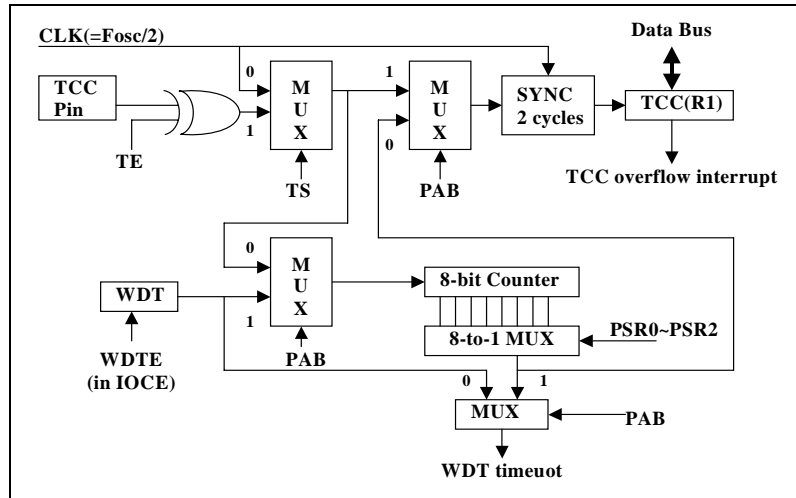 CLK(=Fosc/2)
Data Bus
0
TCC
Pin
1
TE
M
U
X
TS
1
0
M
U
X
PAB
SYNC
2 cycles
TCC(R1)
TCC overflow interrupt
0
1
M
U
X
PAB
WDT
WDTE
(in IOCE)
8-bit Counter
8-to-1 MUX
PSR0~PSR2
0
1
MUX
PAB
WDT timeuot